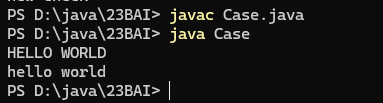 PS D:\java\23BAI> javac Case.java
PS D:\java\23BAI> java Case
HELLO WORLD
hello world
PS D:\java\23BAI>